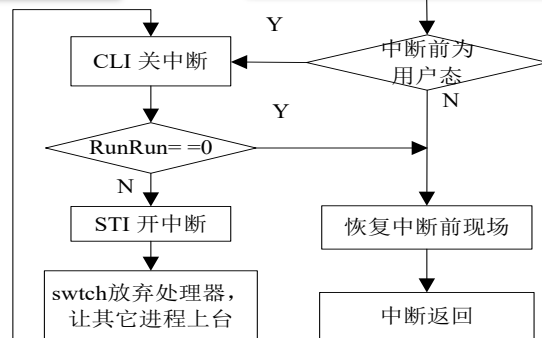 Y
CLI 关中断
中断前为
用户态
N
Y
RunRun= =0
N
STI 开中断
恢复中断前现场
swtch放弃处理器，
让其它进程上台
中断返回